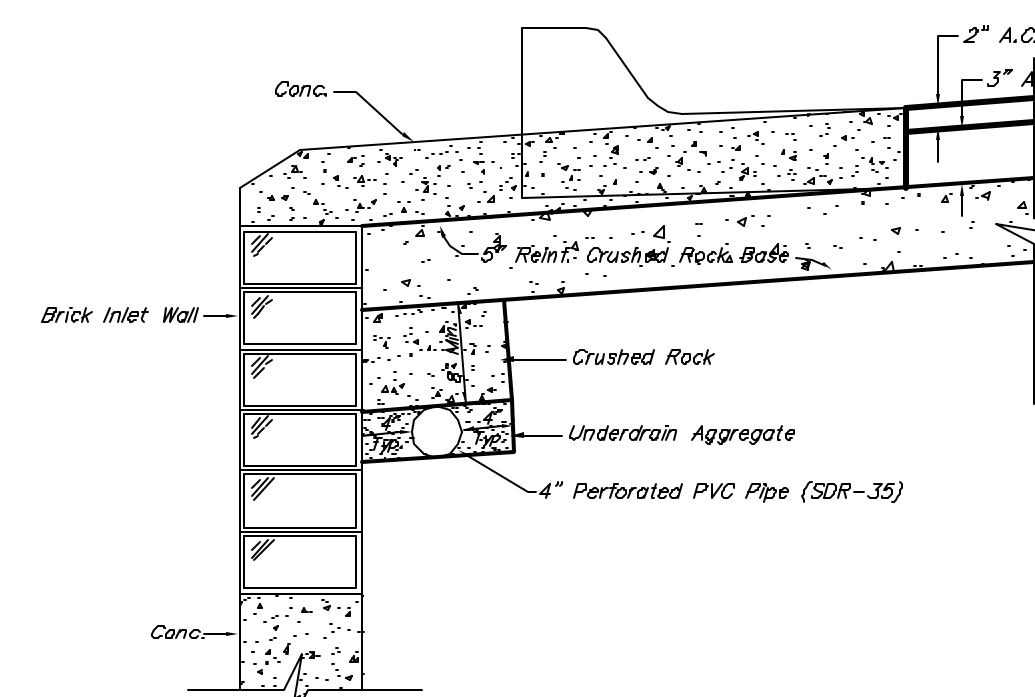 2" A.C.
3"
Conc.
5" Reinf. Crushed Rock Base
Brick Inlet Wall
8" Min.
Crushed Rock
4" Typ.
4" Typ.
Underdrain Aggregate
4" Perforated PVC Pipe {SDR-35}
Conc.